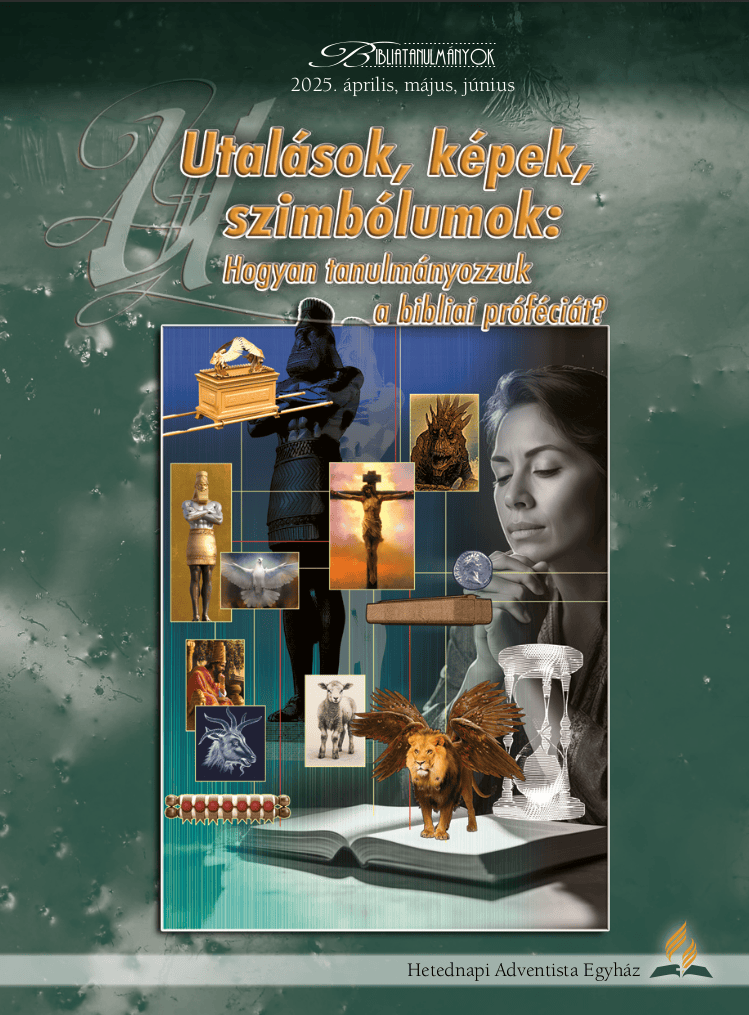 BIBLIATANULMÁNYOK
2025. április, május, június
Utalások, képek,
szimbólumok:
Hogyan tanulmányozzuk
a bibliai próféciát?
Hetednapi Adventista Egyház